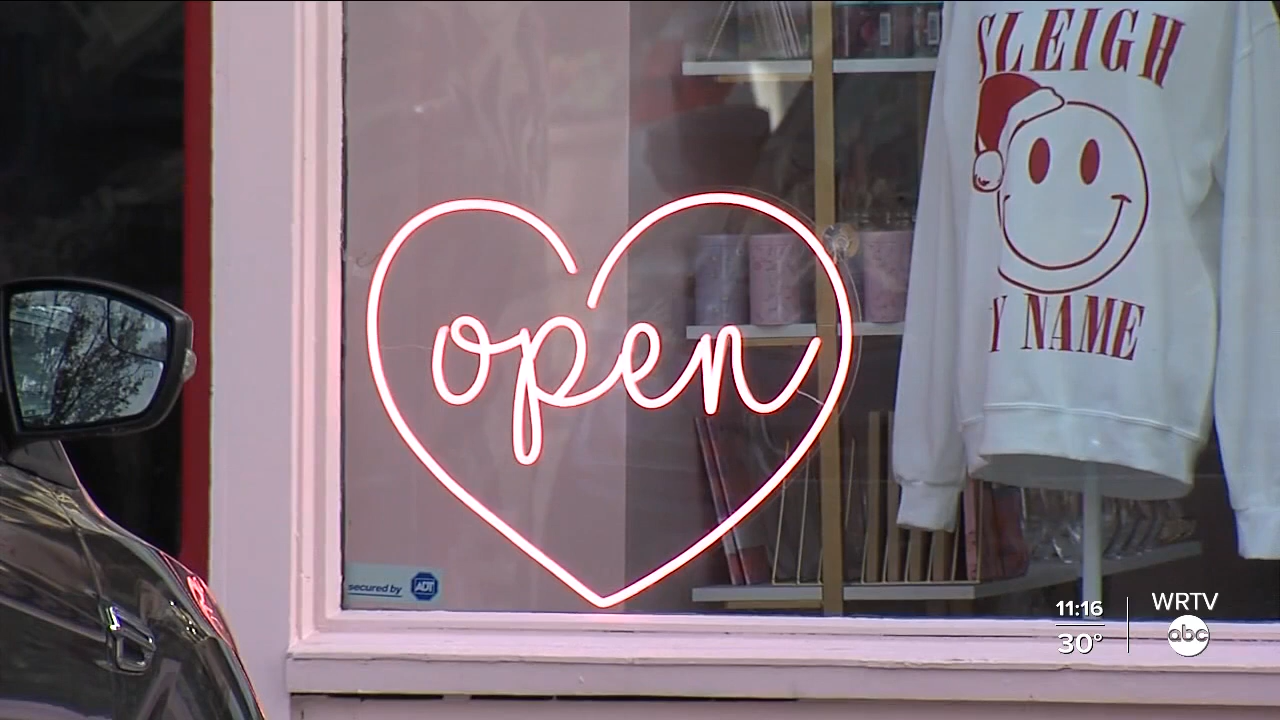 SLEIGH
open
Y NAME
secured by ADT
11:16
30°
WRTV
abc